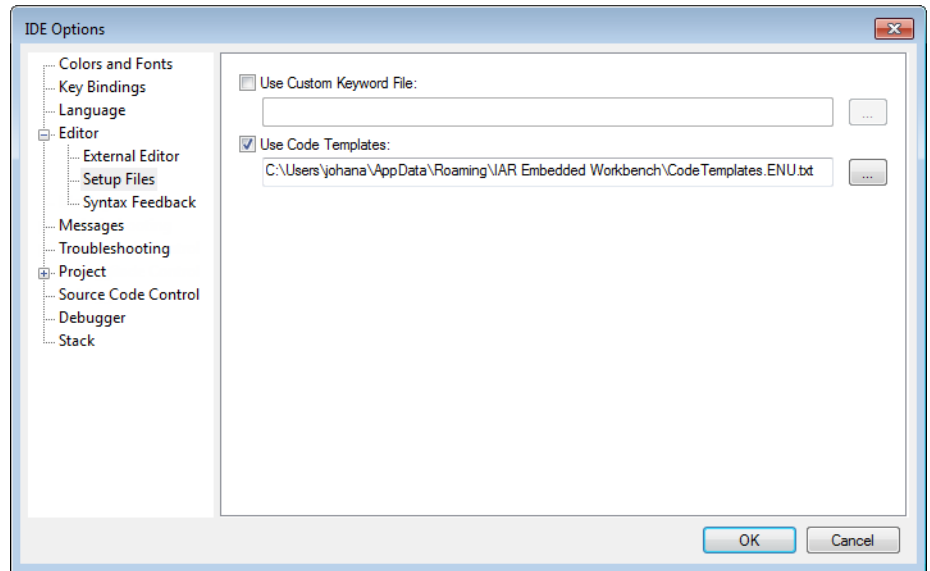 IDE Options
Colors and Fonts
Key Bindings
Language
Editor
External Editor
Setup Files
Syntax Feedback
Messages
Troubleshooting
Project
Source Code Control
Debugger
Stack
Use Custom Keyword File:
...
Use Code Templates:
C:\Users\johana\AppData\Roaming\IAR Embedded Workbench\CodeTemplates.ENU.txt
...
OK
Cancel